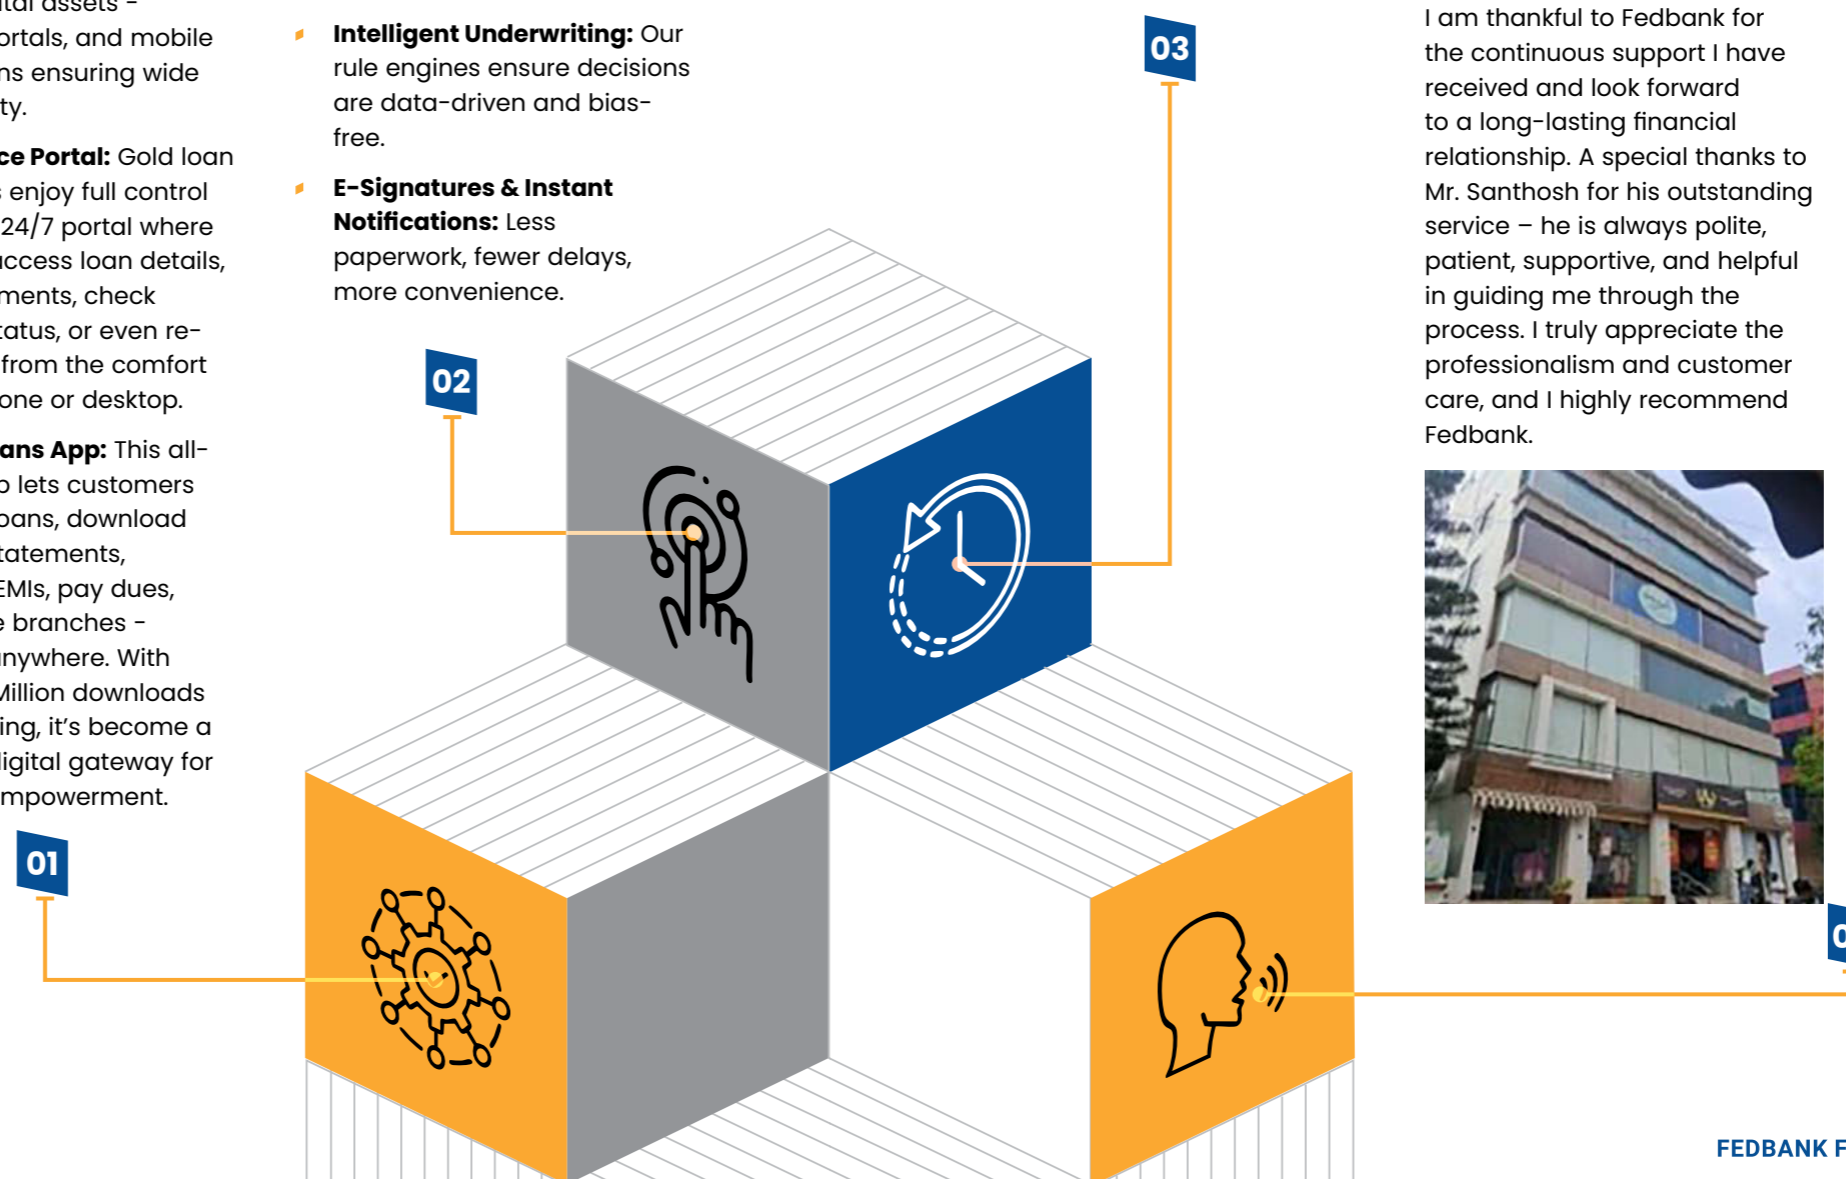 ital assets -
ortals, and mobile
ns ensuring wide
ty.
ce Portal: Gold loan
s enjoy full control
24/7 portal where
access loan details,
ments, check
tatus, or even re-
from the comfort
one or desktop.
ans App: This all-
p lets customers
oans, download
tatements,
EMIs, pay dues,
e branches -
nywhere. With
Million downloads
ing, it's become a
digital gateway for
mpowerment.
01
Intelligent Underwriting: Our
rule engines ensure decisions
are data-driven and bias-
free.
E-Signatures & Instant
Notifications: Less
paperwork, fewer delays,
more convenience.
02
03
I am thankful to Fedbank for
the continuous support I have
received and look forward
to a long-lasting financial
relationship. A special thanks to
Mr. Santhosh for his outstanding
service – he is always polite,
patient, supportive, and helpful
in guiding me through the
process. I truly appreciate the
professionalism and customer
care, and I highly recommend
Fedbank.
0
FEDBANK F